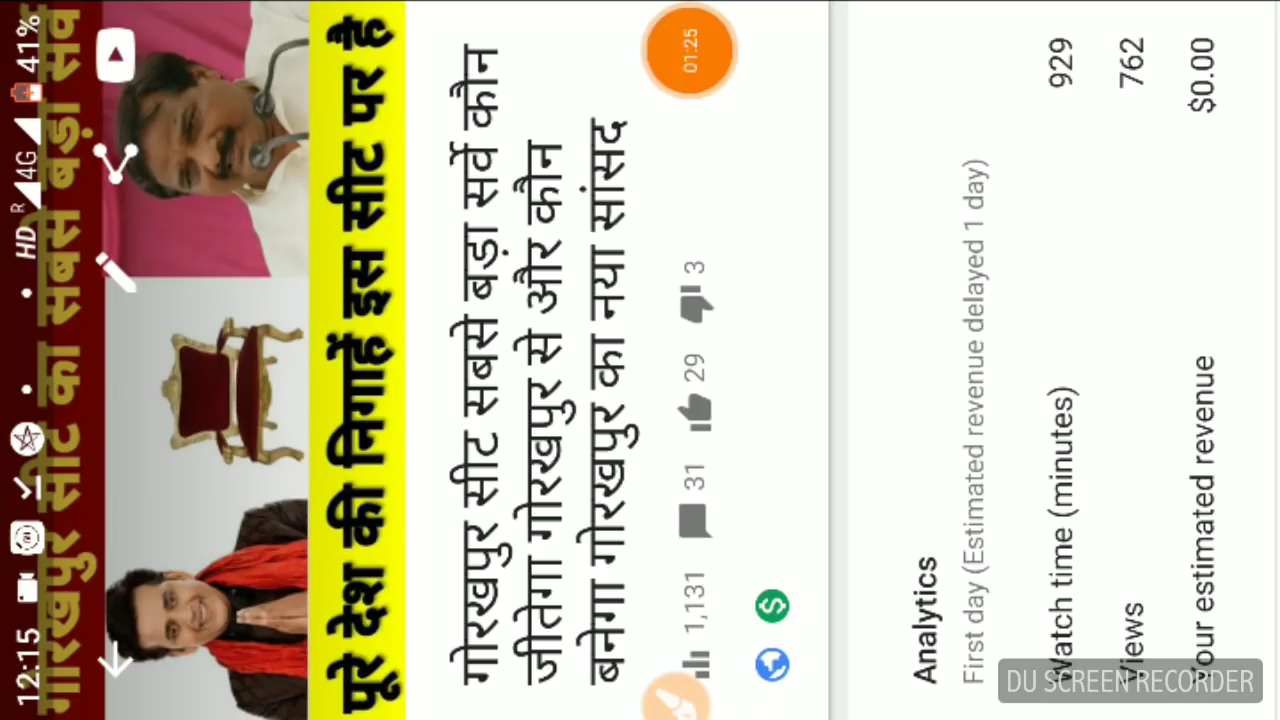 12:15
HD R 4G 41%
गोरखपुर सीट का सबसे बड़ा सर्वे
पूरे देश की निगाहें इस सीट पर है
गोरखपुर सीट सबसे बड़ा सर्वे कौन
जीतेगा गोरखपुर से और कौन
बनेगा गोरखपुर का नया सांसद
1,131 31 29 3
01:25
Analytics
First day (Estimated revenue delayed 1 day)
Watch time (minutes) 929
Views 762
Your estimated revenue $0.00
DU SCREEN RECORDER